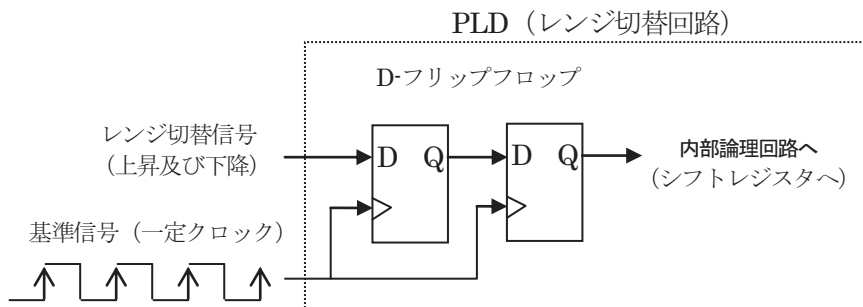 PLD（レンジ切替回路）
D-フリップフロップ
レンジ切替信号
（上昇及び下降）
D Q
D Q
内部論理回路へ
（シフトレジスタへ）
基準信号（一定クロック）